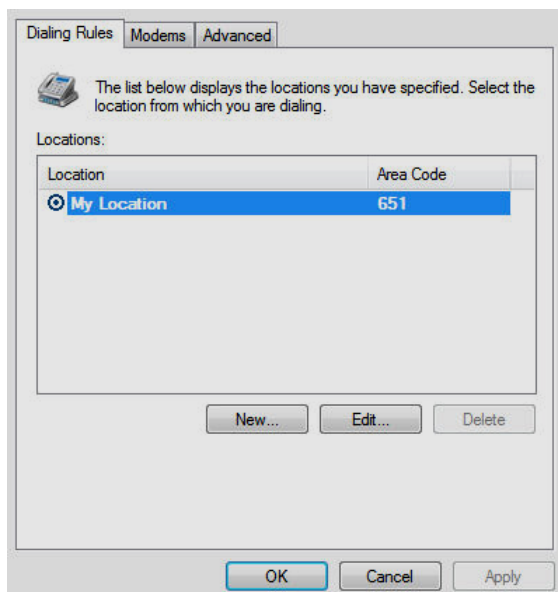 Dialing Rules Modems Advanced
The list below displays the locations you have specified. Select the
location from which you are dialing.
Locations:
Location Area Code
My Location 651
New... Edit... Delete
OK Cancel Apply